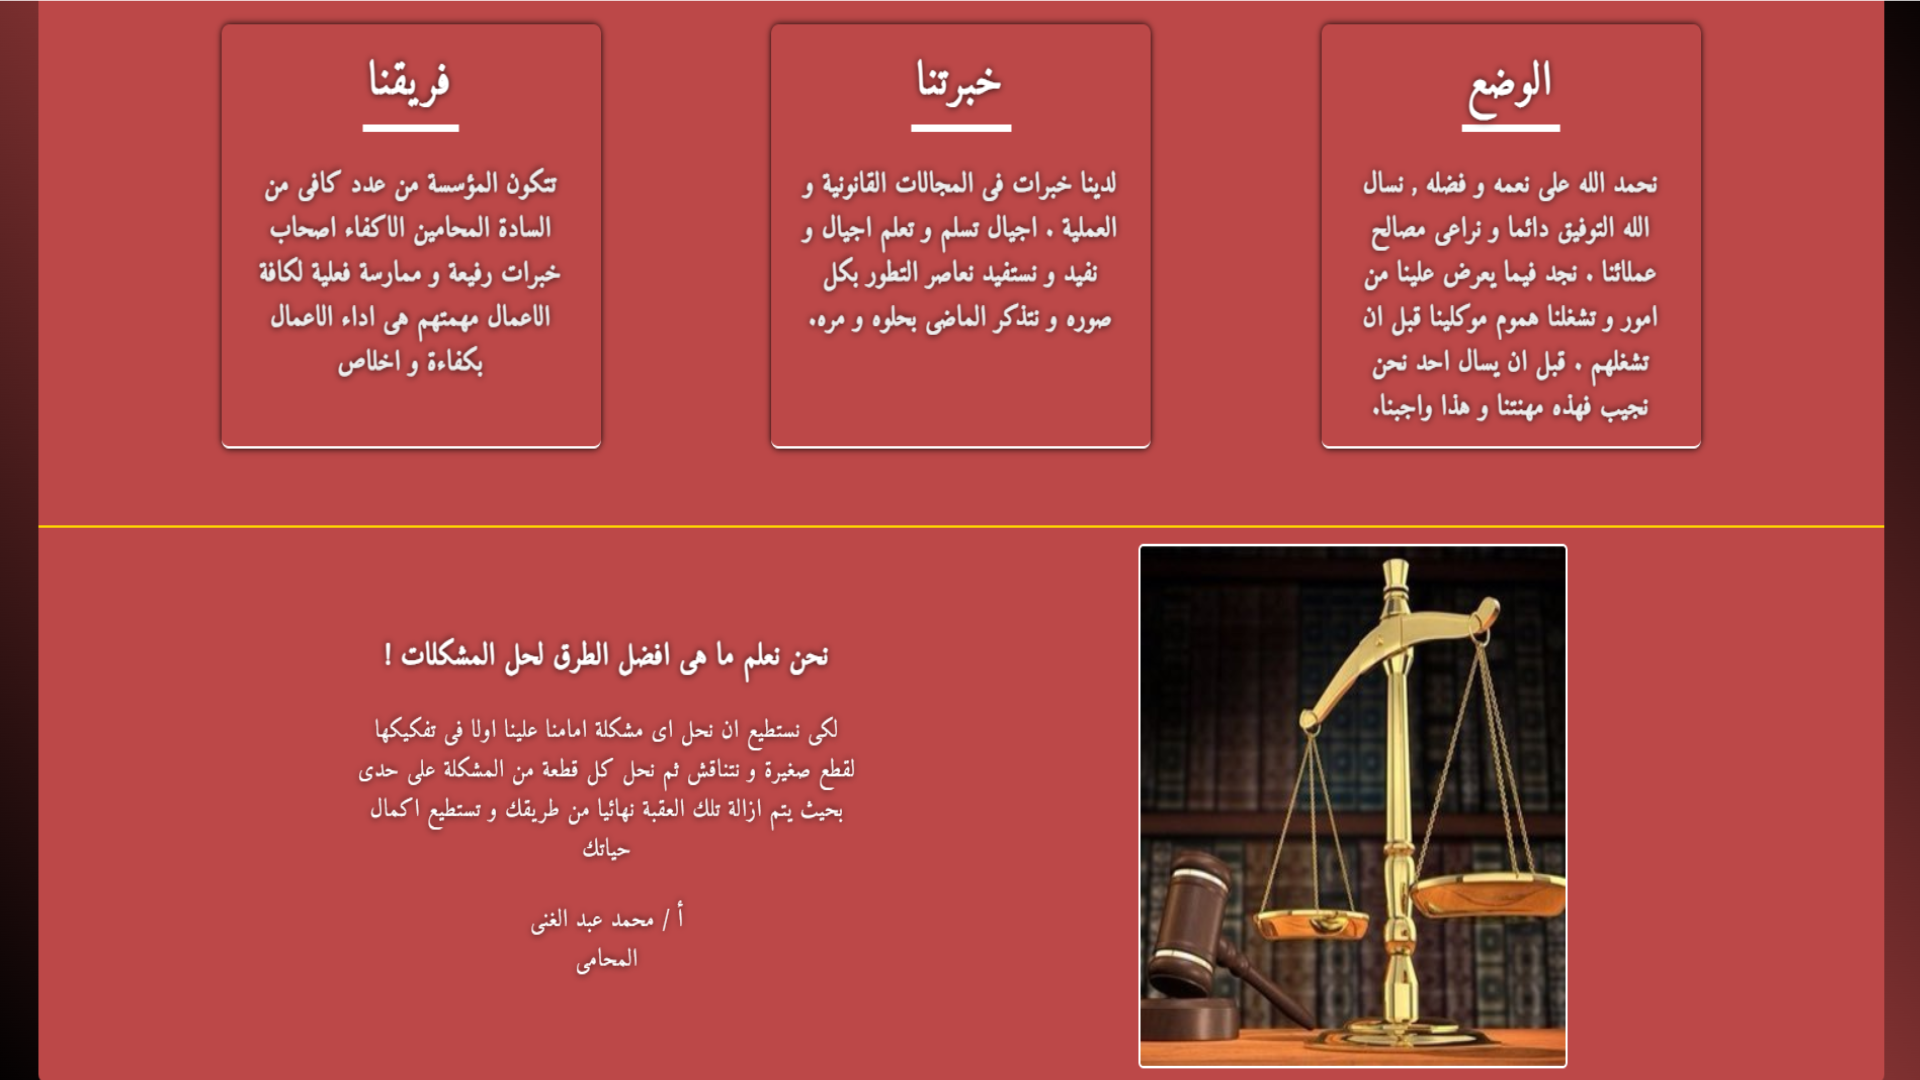 الوضع
نحمد الله على نعمه و فضله , نسال
الله التوفيق دائما و نراعى مصالح
عملائنا . نجد فيما يعرض علينا من
امور و تشغلنا هموم موكلينا قبل ان
تشغلهم . قبل ان يسال احد نحن
نجيب فهذه مهنتنا و هذا واجبنا.
خبرتنا
لدينا خبرات فى المجالات القانونية و
العملية . اجيال تسلم و تعلم اجيال و
نفيد و نستفيد نعاصر التطور بكل
صوره و نتذكر الماضى بحلوه و مره.
فريقنا
تتكون المؤسسة من عدد كافى من
السادة المحامين الاكفاء اصحاب
خبرات رفيعة و ممارسة فعلية لكافة
الاعمال مهمتهم هى اداء الاعمال
بكفاءة و اخلاص
نحن نعلم ما هى افضل الطرق لحل المشكلات !
لكى نستطيع ان نحل اى مشكلة امامنا علينا اولا فى تفكيكها
لقطع صغيرة و نتناقش ثم نحل كل قطعة من المشكلة على حدى
بحيث يتم ازالة تلك العقبة نهائيا من طريقك و تستطيع اكمال
حياتك
أ / محمد عبد الغنى
المحامى